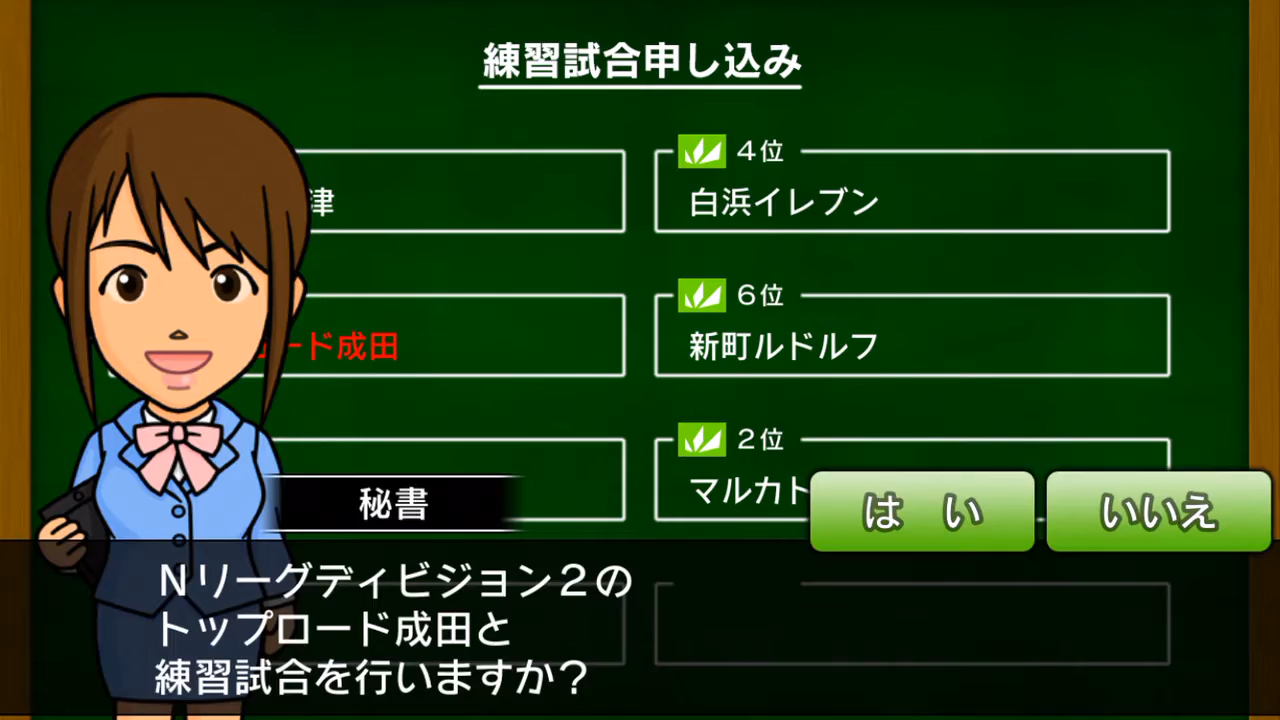 練習試合申し込み
津
4位
白浜イレブン
ード成田
6位
新町ルドルフ
2位
マルカト
秘書
は い
いいえ
Nリーグディビジョン2の
トップロード成田と
練習試合を行いますか?